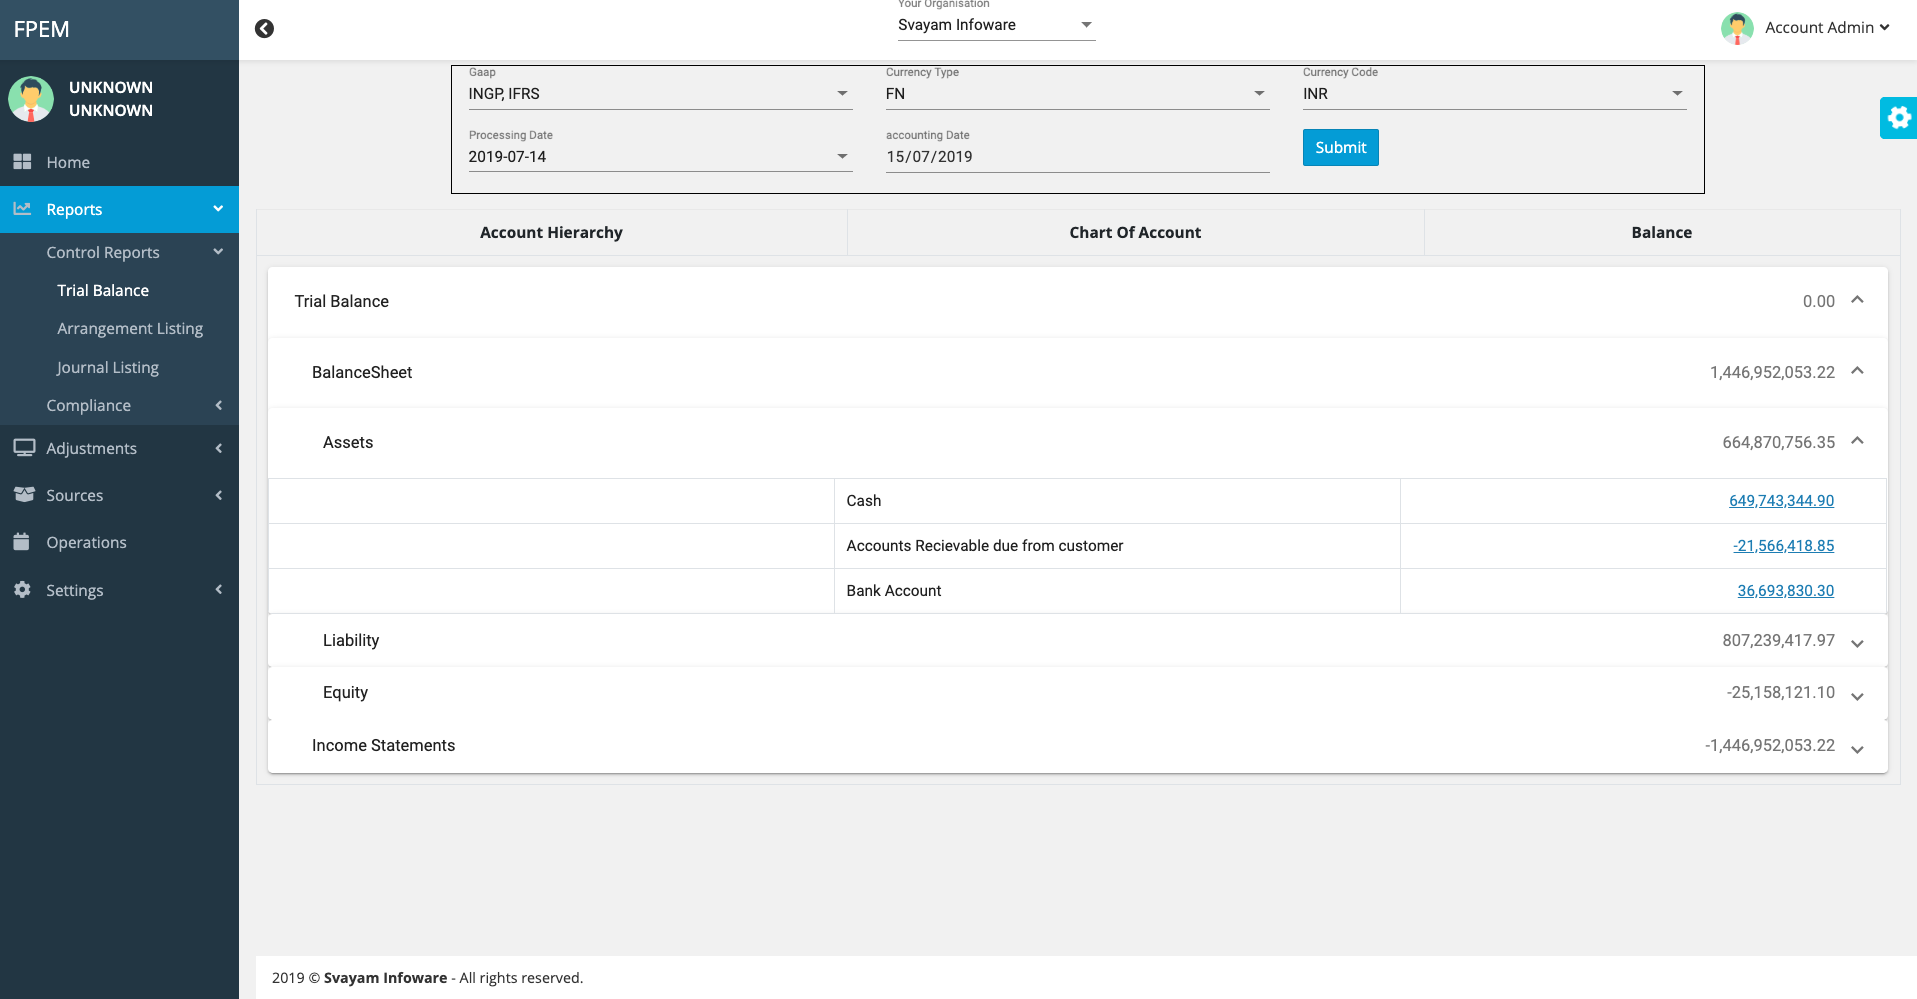 FPEM
Your Organisation
Svayam Infoware
Account Admin
UNKNOWN
UNKNOWN
Home
Reports
Control Reports
Trial Balance
Arrangement Listing
Journal Listing
Compliance
Adjustments
Sources
Operations
Settings
Gaap
INGP, IFRS
Currency Type
FN
Currency Code
INR
Processing Date
2019-07-14
accounting Date
15/07/2019
Submit
Account Hierarchy Chart Of Account Balance
Trial Balance 0.00
BalanceSheet 1,446,952,053.22
Assets 664,870,756.35
Cash 649,743,344.90
Accounts Recievable due from customer -21,566,418.85
Bank Account 36,693,830.30
Liability 807,239,417.97
Equity -25,158,121.10
Income Statements -1,446,952,053.22
2019 © Svayam Infoware - All rights reserved.